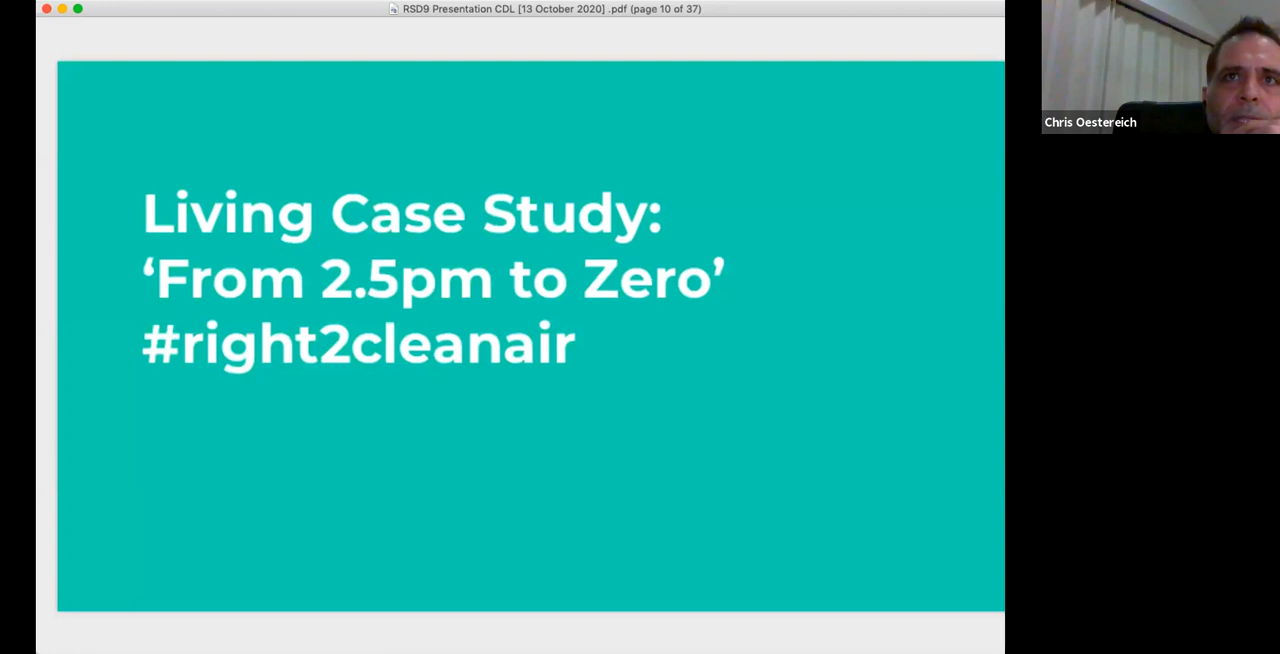 RSD9 Presentation CDL [13 October 2020] .pdf (page 10 of 37)
Living Case Study:
‘From 2.5pm to Zero’
#right2cleanair
Chris Oestereich